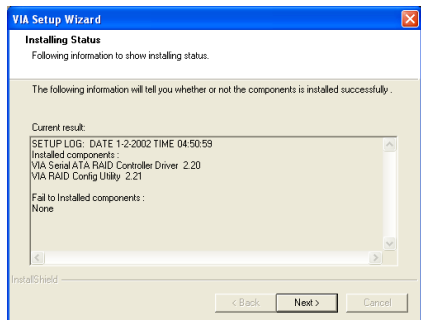 VIA Setup Wizard
Installing Status
Following information to show installing status.
The following information will tell you whether or not the components is installed successfully .
Current result:
SETUP LOG: DATE 1-2-2002 TIME 04:50:59
Installed components :
VIA Serial ATA RAID Controller Driver 2.20
VIA RAID Config Utility 2.21
Fail to Installed components :
None
InstallShield
< Back
Next >
Cancel